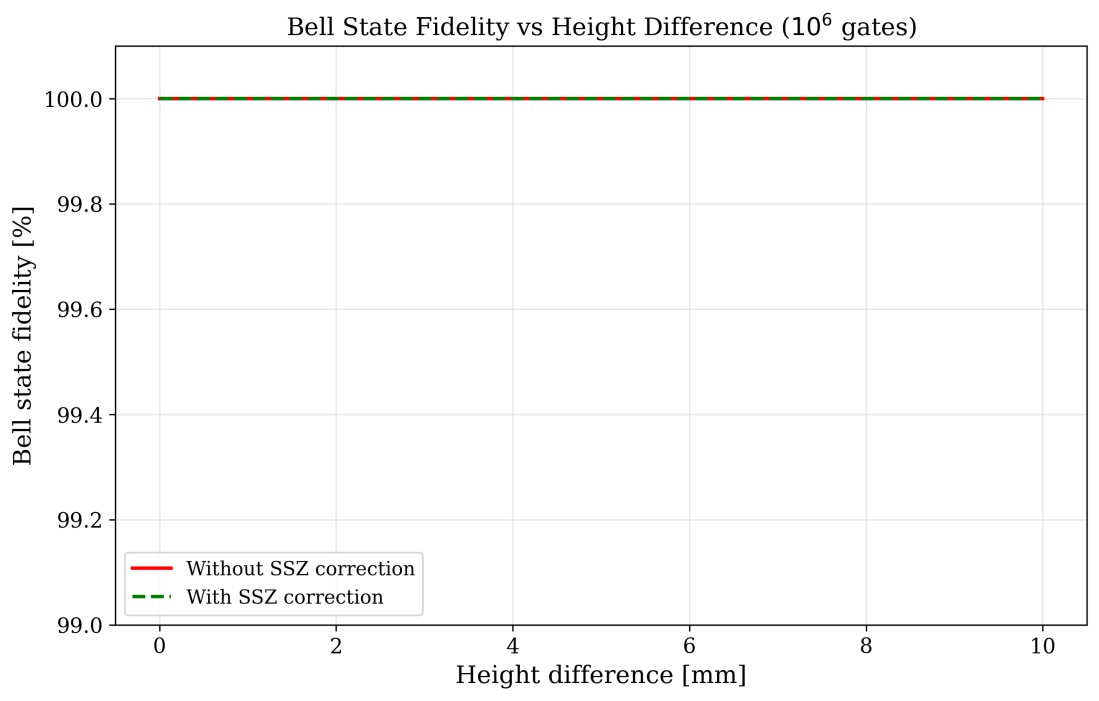 Bell State Fidelity vs Height Difference (10⁶ gates)
Bell state fidelity [%]
100.0
99.8
99.6
99.4
99.2
99.0
Without SSZ correction
With SSZ correction
0 2 4 6 8 10
Height difference [mm]